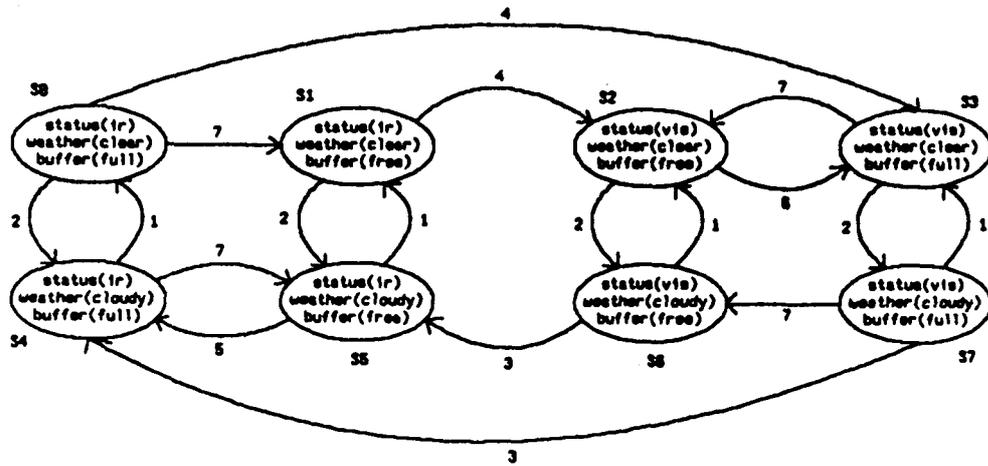 4
S0
S1
4
S2
7
S3
status(ir)
weather(clear)
buffer(full)
7
status(ir)
weather(clear)
buffer(free)
status(vis)
weather(clear)
buffer(free)
status(vis)
weather(clear)
buffer(full)
6
2
1
2
1
2
1
2
1
7
status(ir)
weather(cloudy)
buffer(full)
status(ir)
weather(cloudy)
buffer(free)
status(vis)
weather(cloudy)
buffer(free)
status(vis)
weather(cloudy)
buffer(full)
7
S4
5
S5
3
S6
S7
3